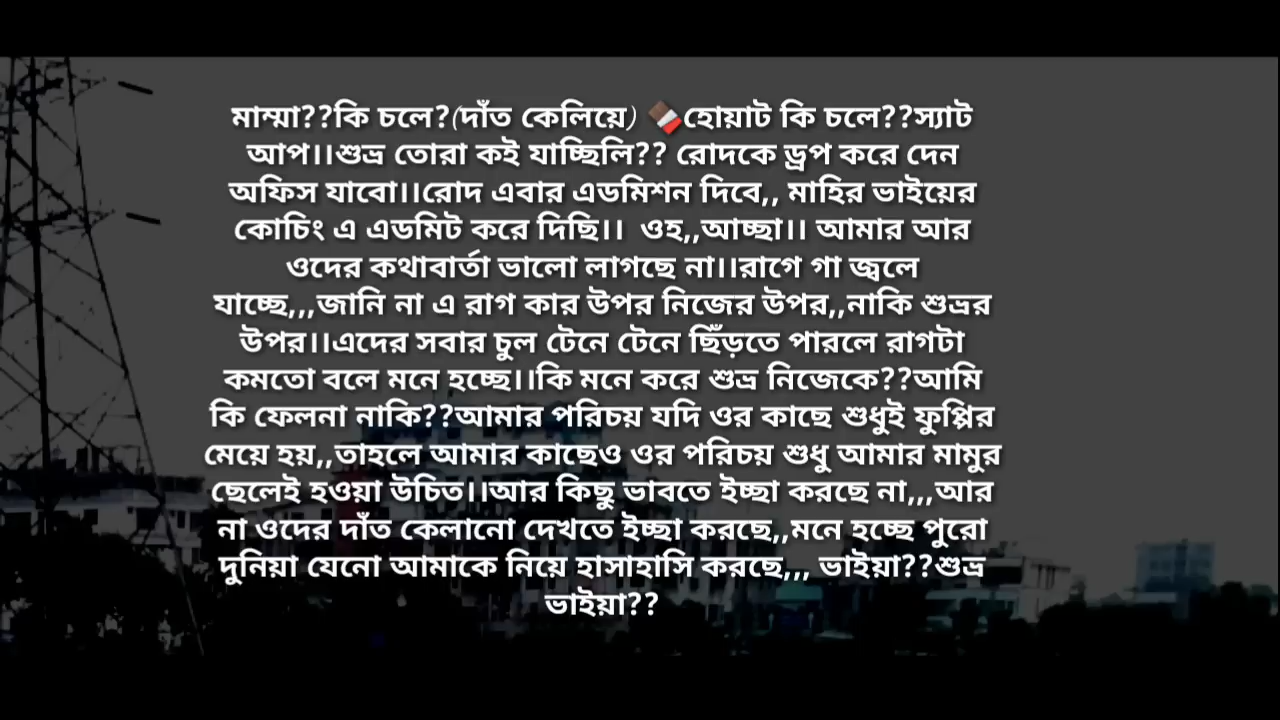 মাম্মা??কি চলে?(দাঁত কেলিয়ে) 🍫হোয়াট কি চলে??স্যাট
আপ।।শুভ্র তোরা কই যাচ্ছিলি?? রোদকে ড্রপ করে দেন
অফিস যাবো।।রোদ এবার এডমিশন দিবে,, মাহির ভাইয়ের
কোচিং এ এডমিট করে দিছি।। ওহ,,আচ্ছা।। আমার আর
ওদের কথাবার্তা ভালো লাগছে না।।রাগে গা জ্বলে
যাচ্ছে,,,জানি না এ রাগ কার উপর নিজের উপর,,নাকি শুভ্রর
উপর।।এদের সবার চুল টেনে টেনে ছিঁড়তে পারলে রাগটা
কমতো বলে মনে হচ্ছে।।কি মনে করে শুভ্র নিজেকে??আমি
কি ফেলনা নাকি??আমার পরিচয় যদি ওর কাছে শুধুই ফুপ্পির
মেয়ে হয়,,তাহলে আমার কাছেও ওর পরিচয় শুধু আমার মামুর
ছেলেই হওয়া উচিত।।আর কিছু ভাবতে ইচ্ছা করছে না,,,আর
না ওদের দাঁত কেলানো দেখতে ইচ্ছা করছে,,মনে হচ্ছে পুরো
দুনিয়া যেনো আমাকে নিয়ে হাসাহাসি করছে,,, ভাইয়া??শুভ্র
ভাইয়া??